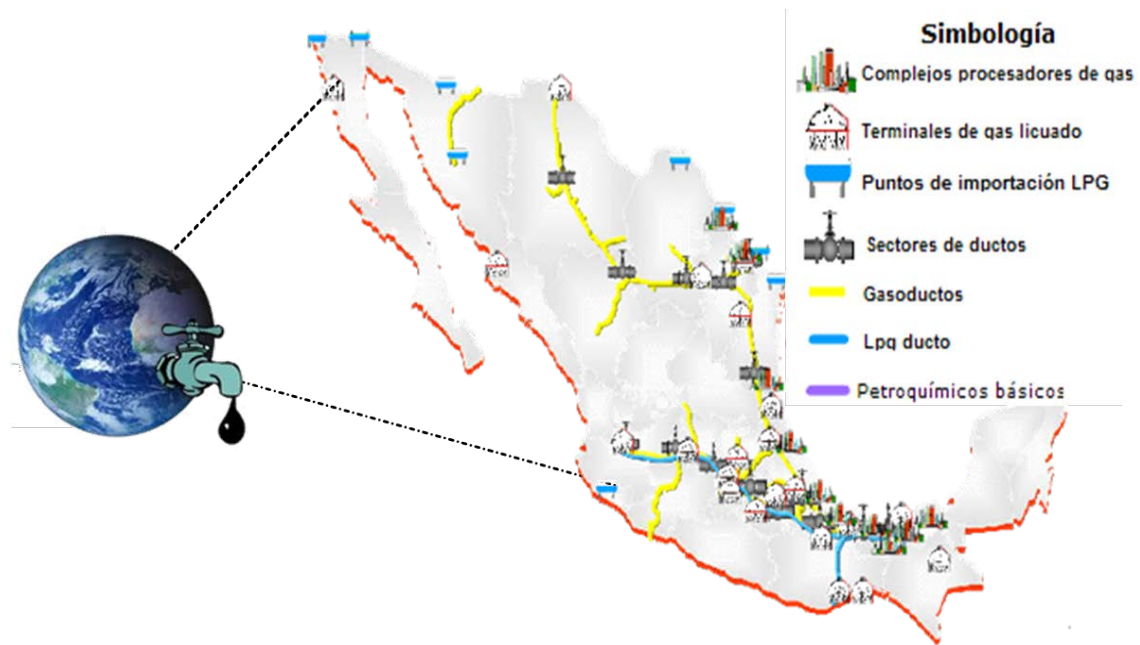 Simbología
Complejos procesadores de gas
Terminales de gas licuado
Puntos de importación LPG
Sectores de ductos
Gasoductos
Lpg ducto
Petroquímicos básicos